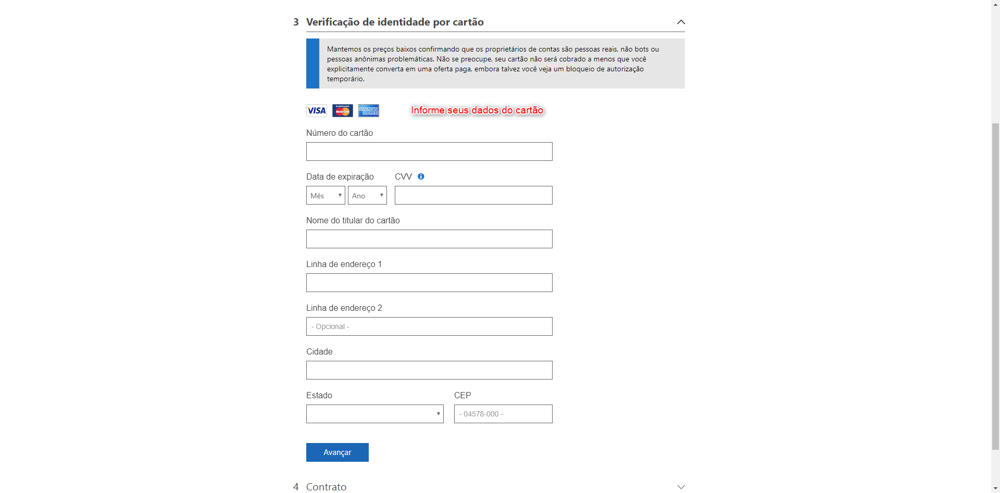 3 Verificação de identidade por cartão
Mantemos os preços baixos confirmando que os proprietários de contas são pessoas reais, não bots ou
pessoas anônimas problemáticas. Não se preocupe, seu cartão não será cobrado a menos que você
explicitamente converta em uma oferta paga, embora talvez você veja um bloqueio de autorização
temporário.
VISA EUROCARD MasterCard AMERICAN EXPRESS Informe seus dados do cartão
Número do cartão
Data de expiração CVV
Mês Ano
Nome do titular do cartão
Linha de endereço 1
Linha de endereço 2
- Opcional -
Cidade
Estado CEP
- 04578-000 -
Avançar
4 Contrato